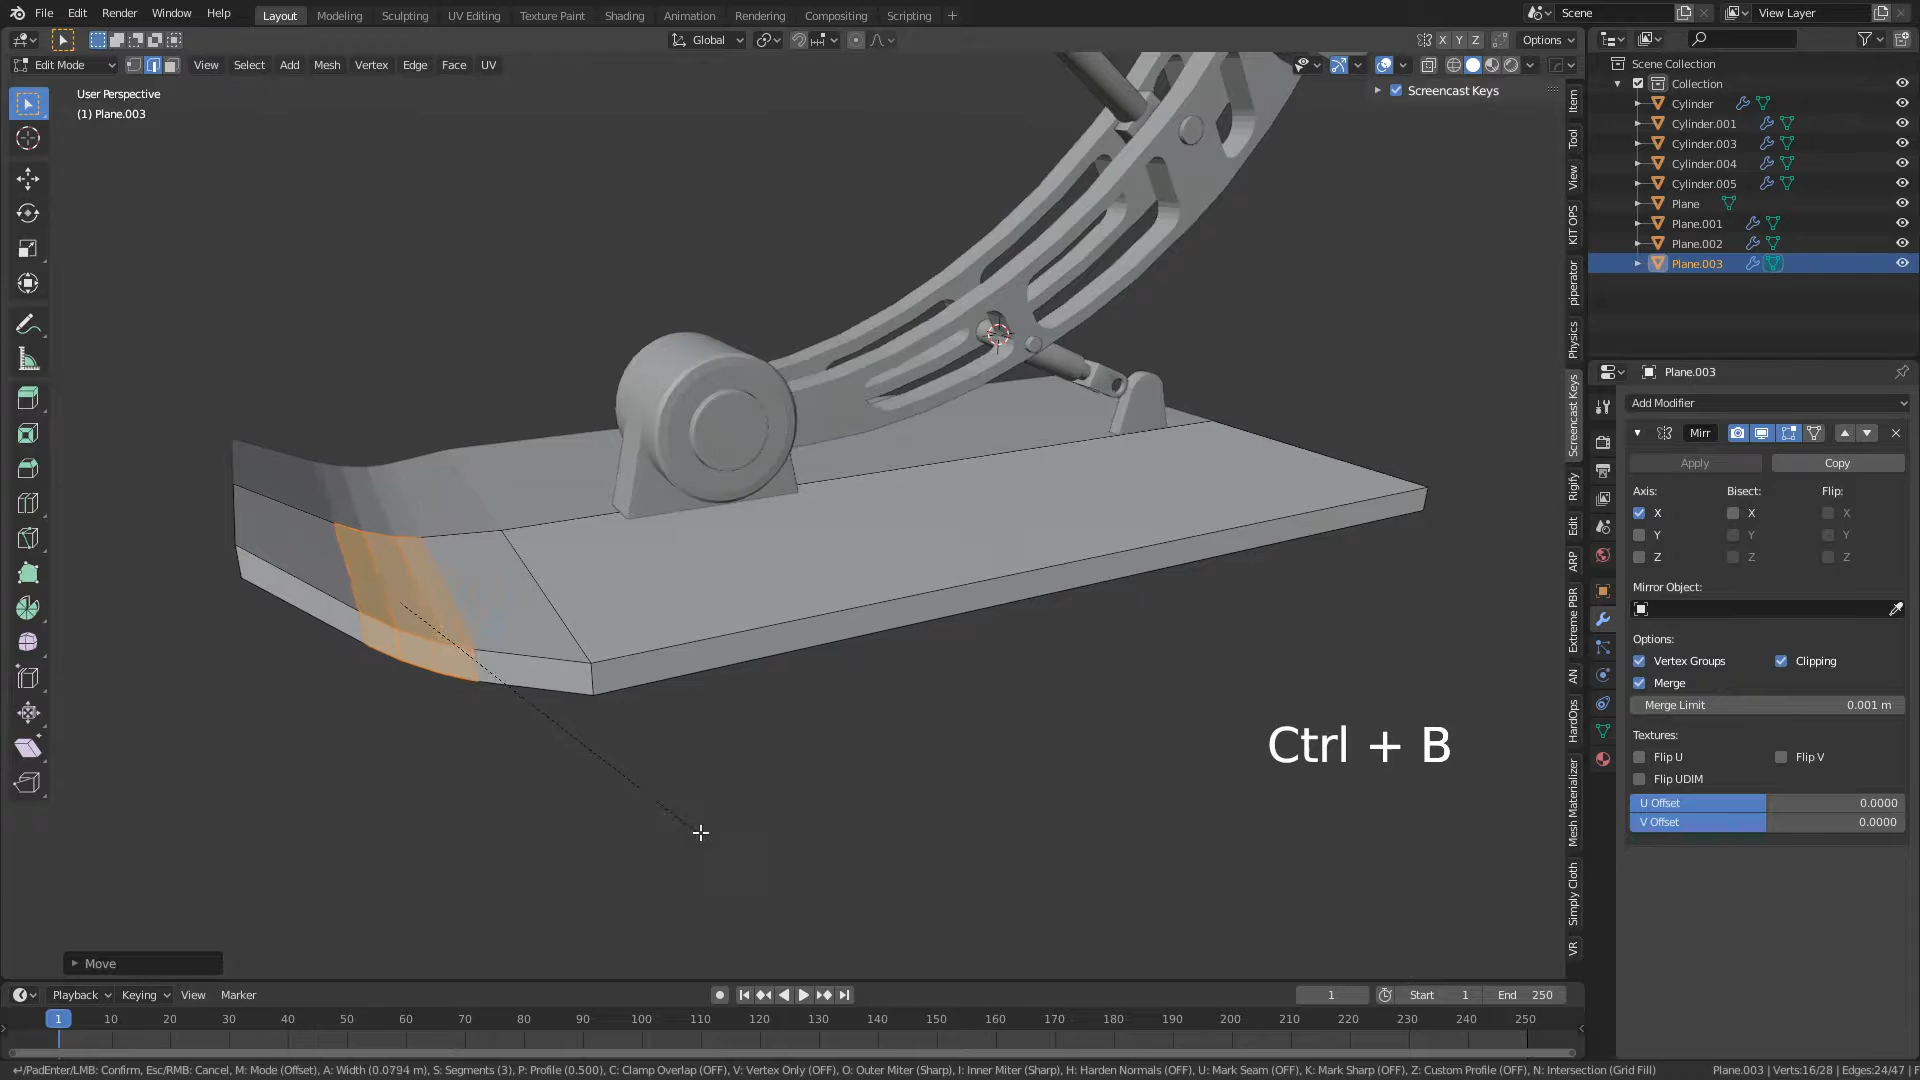 File Edit Render Window Help Layout Modeling Sculpting UV Editing Texture Paint Shading Animation Rendering Compositing Scripting + Scene View Layer
Global X Y Z Options
Edit Mode View Select Add Mesh Vertex Edge Face UV
User Perspective
(1) Plane.003
Screencast Keys
Scene Collection
Collection
Cylinder
Cylinder.001
Cylinder.003
Cylinder.004
Cylinder.005
Plane
Plane.001
Plane.002
Plane.003
Item
Tool
View
KIT OPS
piperator
Physics
Screencast Keys
Rigify
Edit
ARP
Extreme PBR
AN
HardOps
Mesh Materializer
Simply Cloth
VR
Plane.003
Add Modifier
Mirr
Apply Copy
Axis: Bisect: Flip:
X X X
Y Y Y
Z Z Z
Mirror Object:
Options:
Vertex Groups Clipping
Merge
Merge Limit 0.001 m
Textures:
Flip U Flip V
Flip UDIM
U Offset 0.0000
V Offset 0.0000
Ctrl + B
Move
Playback Keying View Marker 1 Start 1 End 250
1 10 20 30 40 50 60 70 80 90 100 110 120 130 140 150 160 170 180 190 200 210 220 230 240 250
↵/PadEnter/LMB: Confirm, Esc/RMB: Cancel, M: Mode (Offset), A: Width (0.0794 m), S: Segments (3), P: Profile (0.500), C: Clamp Overlap (OFF), V: Vertex Only (OFF), O: Outer Miter (Sharp), I: Inner Miter (Sharp), H: Harden Normals (OFF), U: Mark Seam (OFF), K: Mark Sharp (OFF), Z: Custom Profile (OFF), N: Intersection (Grid Fill) Plane.003 | Verts:16/28 | Edges:24/47 | F